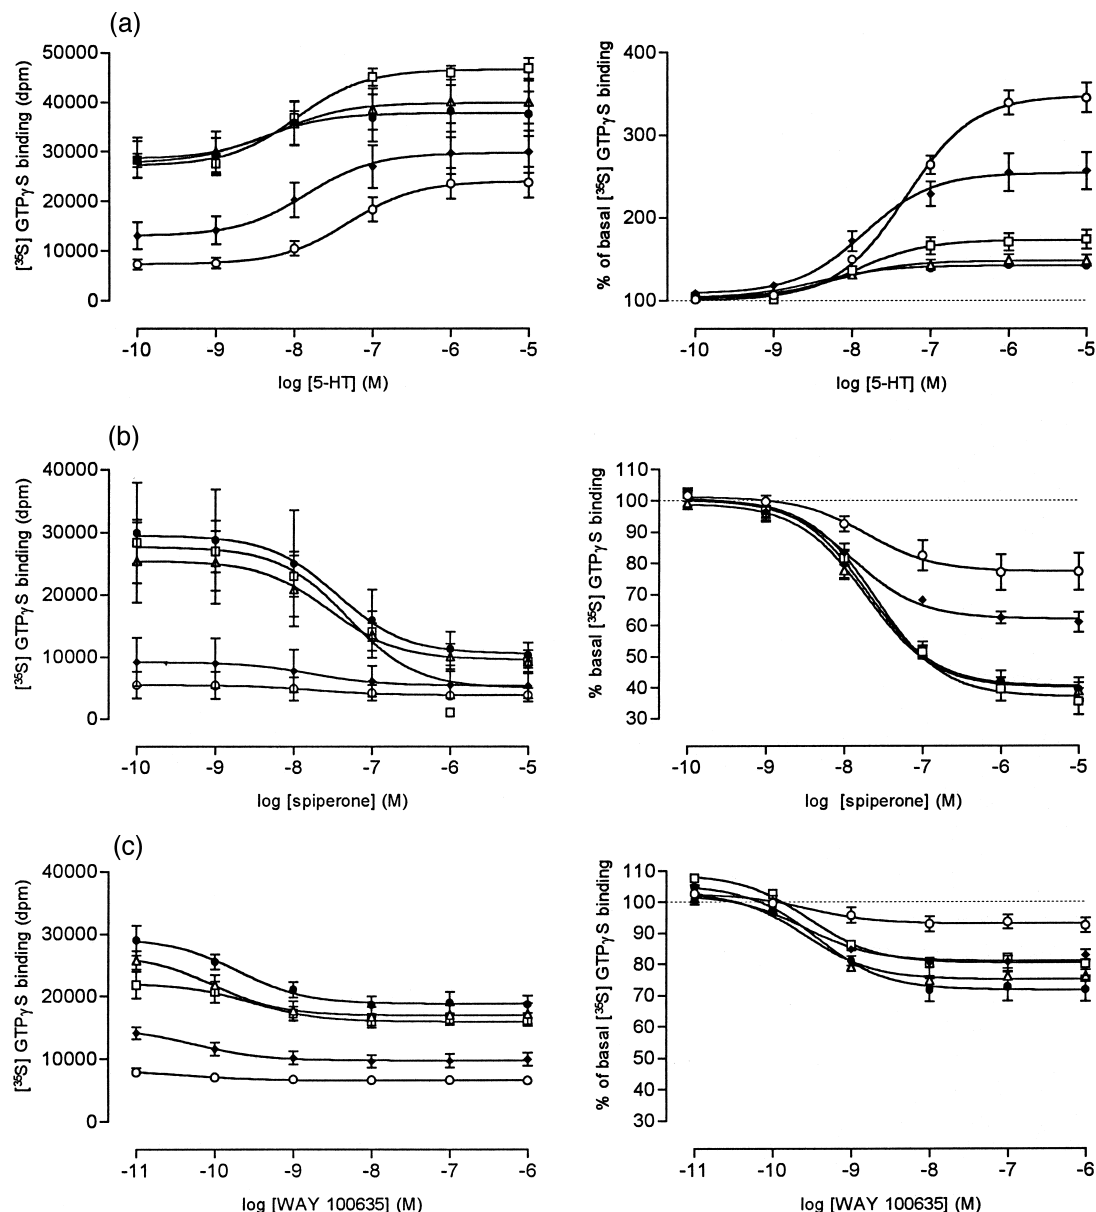 (a)
[³⁵S] GTPγS binding (dpm)
50000
40000
30000
20000
10000
0
-10 -9 -8 -7 -6 -5
log [5-HT] (M)
% of basal [³⁵S] GTPγS binding
400
300
200
100
-10 -9 -8 -7 -6 -5
log [5-HT] (M)
(b)
[³⁵S] GTPγS binding (dpm)
40000
30000
20000
10000
0
-10 -9 -8 -7 -6 -5
log [spiperone] (M)
% basal [³⁵S] GTPγS binding
110
100
90
80
70
60
50
40
30
-10 -9 -8 -7 -6 -5
log [spiperone] (M)
(c)
[³⁵S] GTPγS binding (dpm)
40000
30000
20000
10000
0
-11 -10 -9 -8 -7 -6
log [WAY 100635] (M)
% of basal [³⁵S] GTPγS binding
110
100
90
80
70
60
50
40
30
-11 -10 -9 -8 -7 -6
log [WAY 100635] (M)